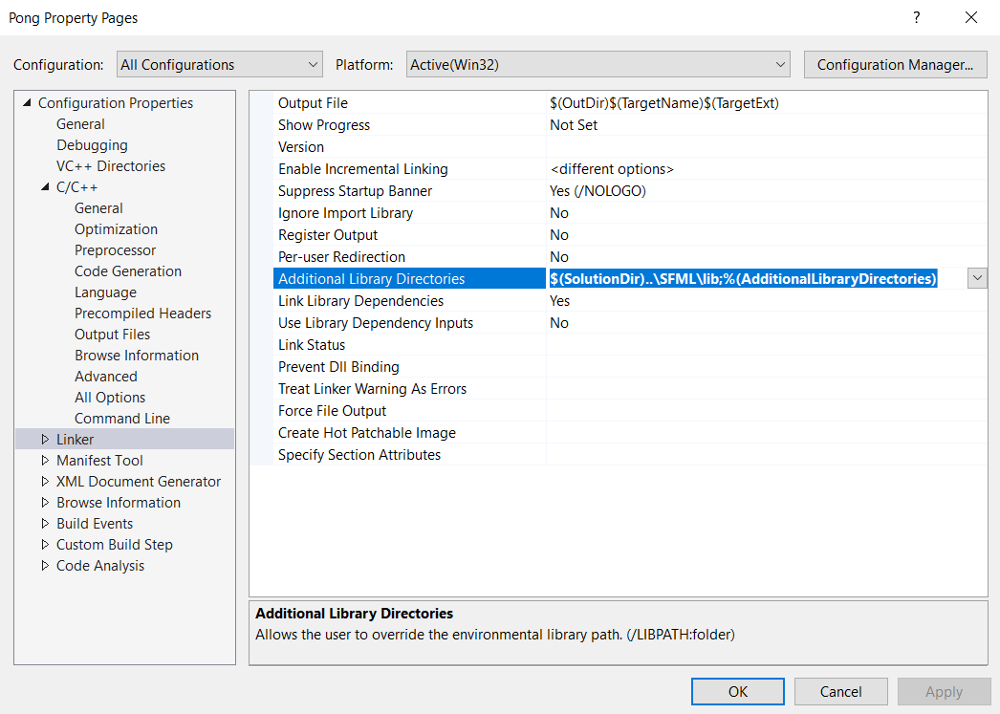 Pong Property Pages
Configuration: All Configurations Platform: Active(Win32) Configuration Manager...
Configuration Properties
General
Debugging
VC++ Directories
C/C++
General
Optimization
Preprocessor
Code Generation
Language
Precompiled Headers
Output Files
Browse Information
Advanced
All Options
Command Line
Linker
Manifest Tool
XML Document Generator
Browse Information
Build Events
Custom Build Step
Code Analysis
Output File $(OutDir)$(TargetName)$(TargetExt)
Show Progress Not Set
Version
Enable Incremental Linking <different options>
Suppress Startup Banner Yes (/NOLOGO)
Ignore Import Library No
Register Output No
Per-user Redirection No
Additional Library Directories $(SolutionDir)..\SFML\lib;%(AdditionalLibraryDirectories)
Link Library Dependencies Yes
Use Library Dependency Inputs No
Link Status
Prevent Dll Binding
Treat Linker Warning As Errors
Force File Output
Create Hot Patchable Image
Specify Section Attributes
Additional Library Directories
Allows the user to override the environmental library path. (/LIBPATH:folder)
OK Cancel Apply